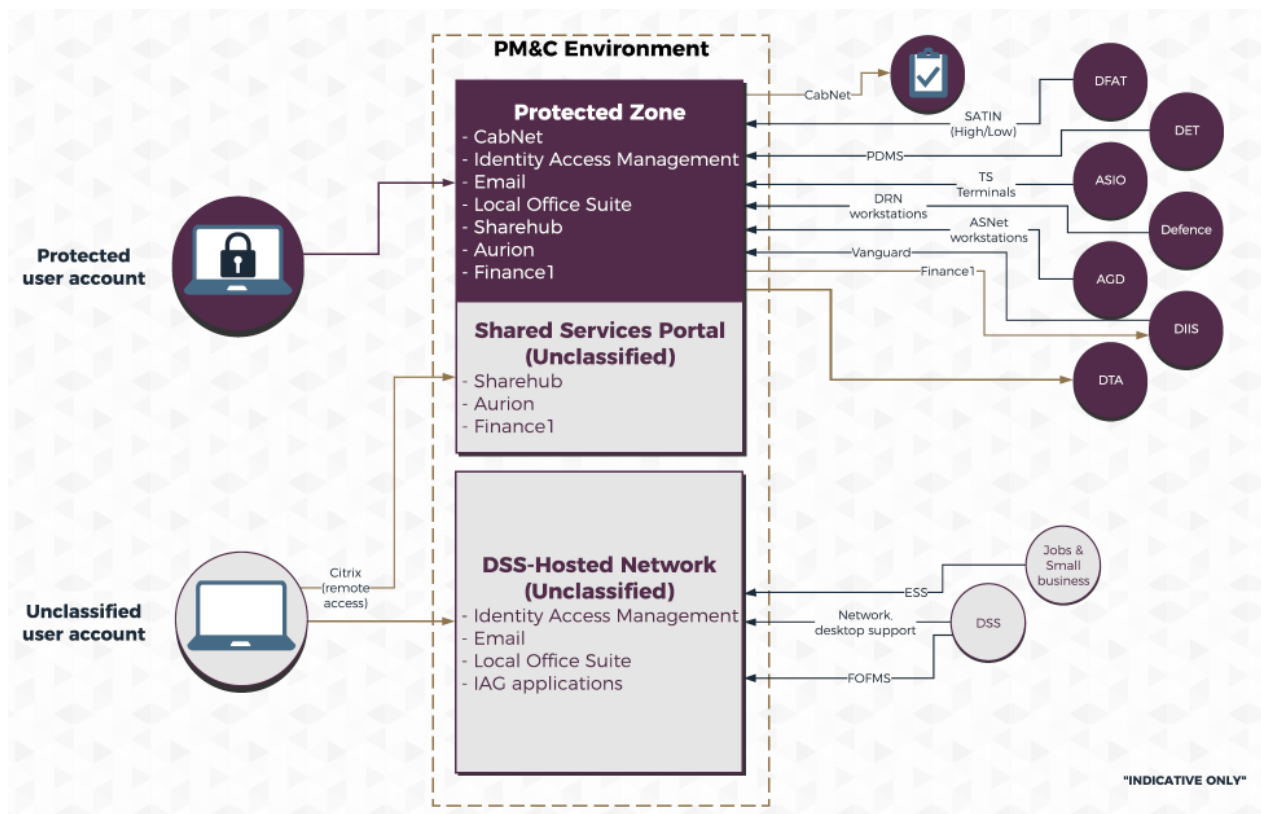 PM&C Environment
Protected Zone
- CabNet
- Identity Access Management
- Email
- Local Office Suite
- Sharehub
- Aurion
- Finance1
Shared Services Portal
(Unclassified)
- Sharehub
- Aurion
- Finance1
DSS-Hosted Network
(Unclassified)
- Identity Access Management
- Email
- Local Office Suite
- IAG applications
Protected
user account
Unclassified
user account
Citrix
(remote
access)
CabNet
SATIN
(High/Low)
PDMS
TS
Terminals
DRN
workstations
ASNet
workstations
Vanguard
Finance1
DFAT
DET
ASIO
Defence
AGD
DIIS
DTA
ESS
Network,
desktop support
FOFMS
Jobs &
Small
business
DSS
"INDICATIVE ONLY"